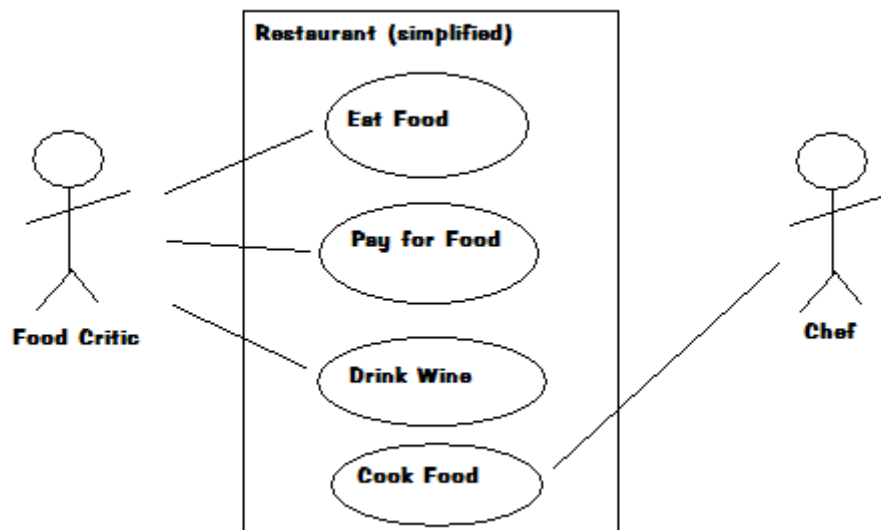 Restaurant (simplified)
Eat Food
Pay for Food
Drink Wine
Cook Food
Food Critic
Chef